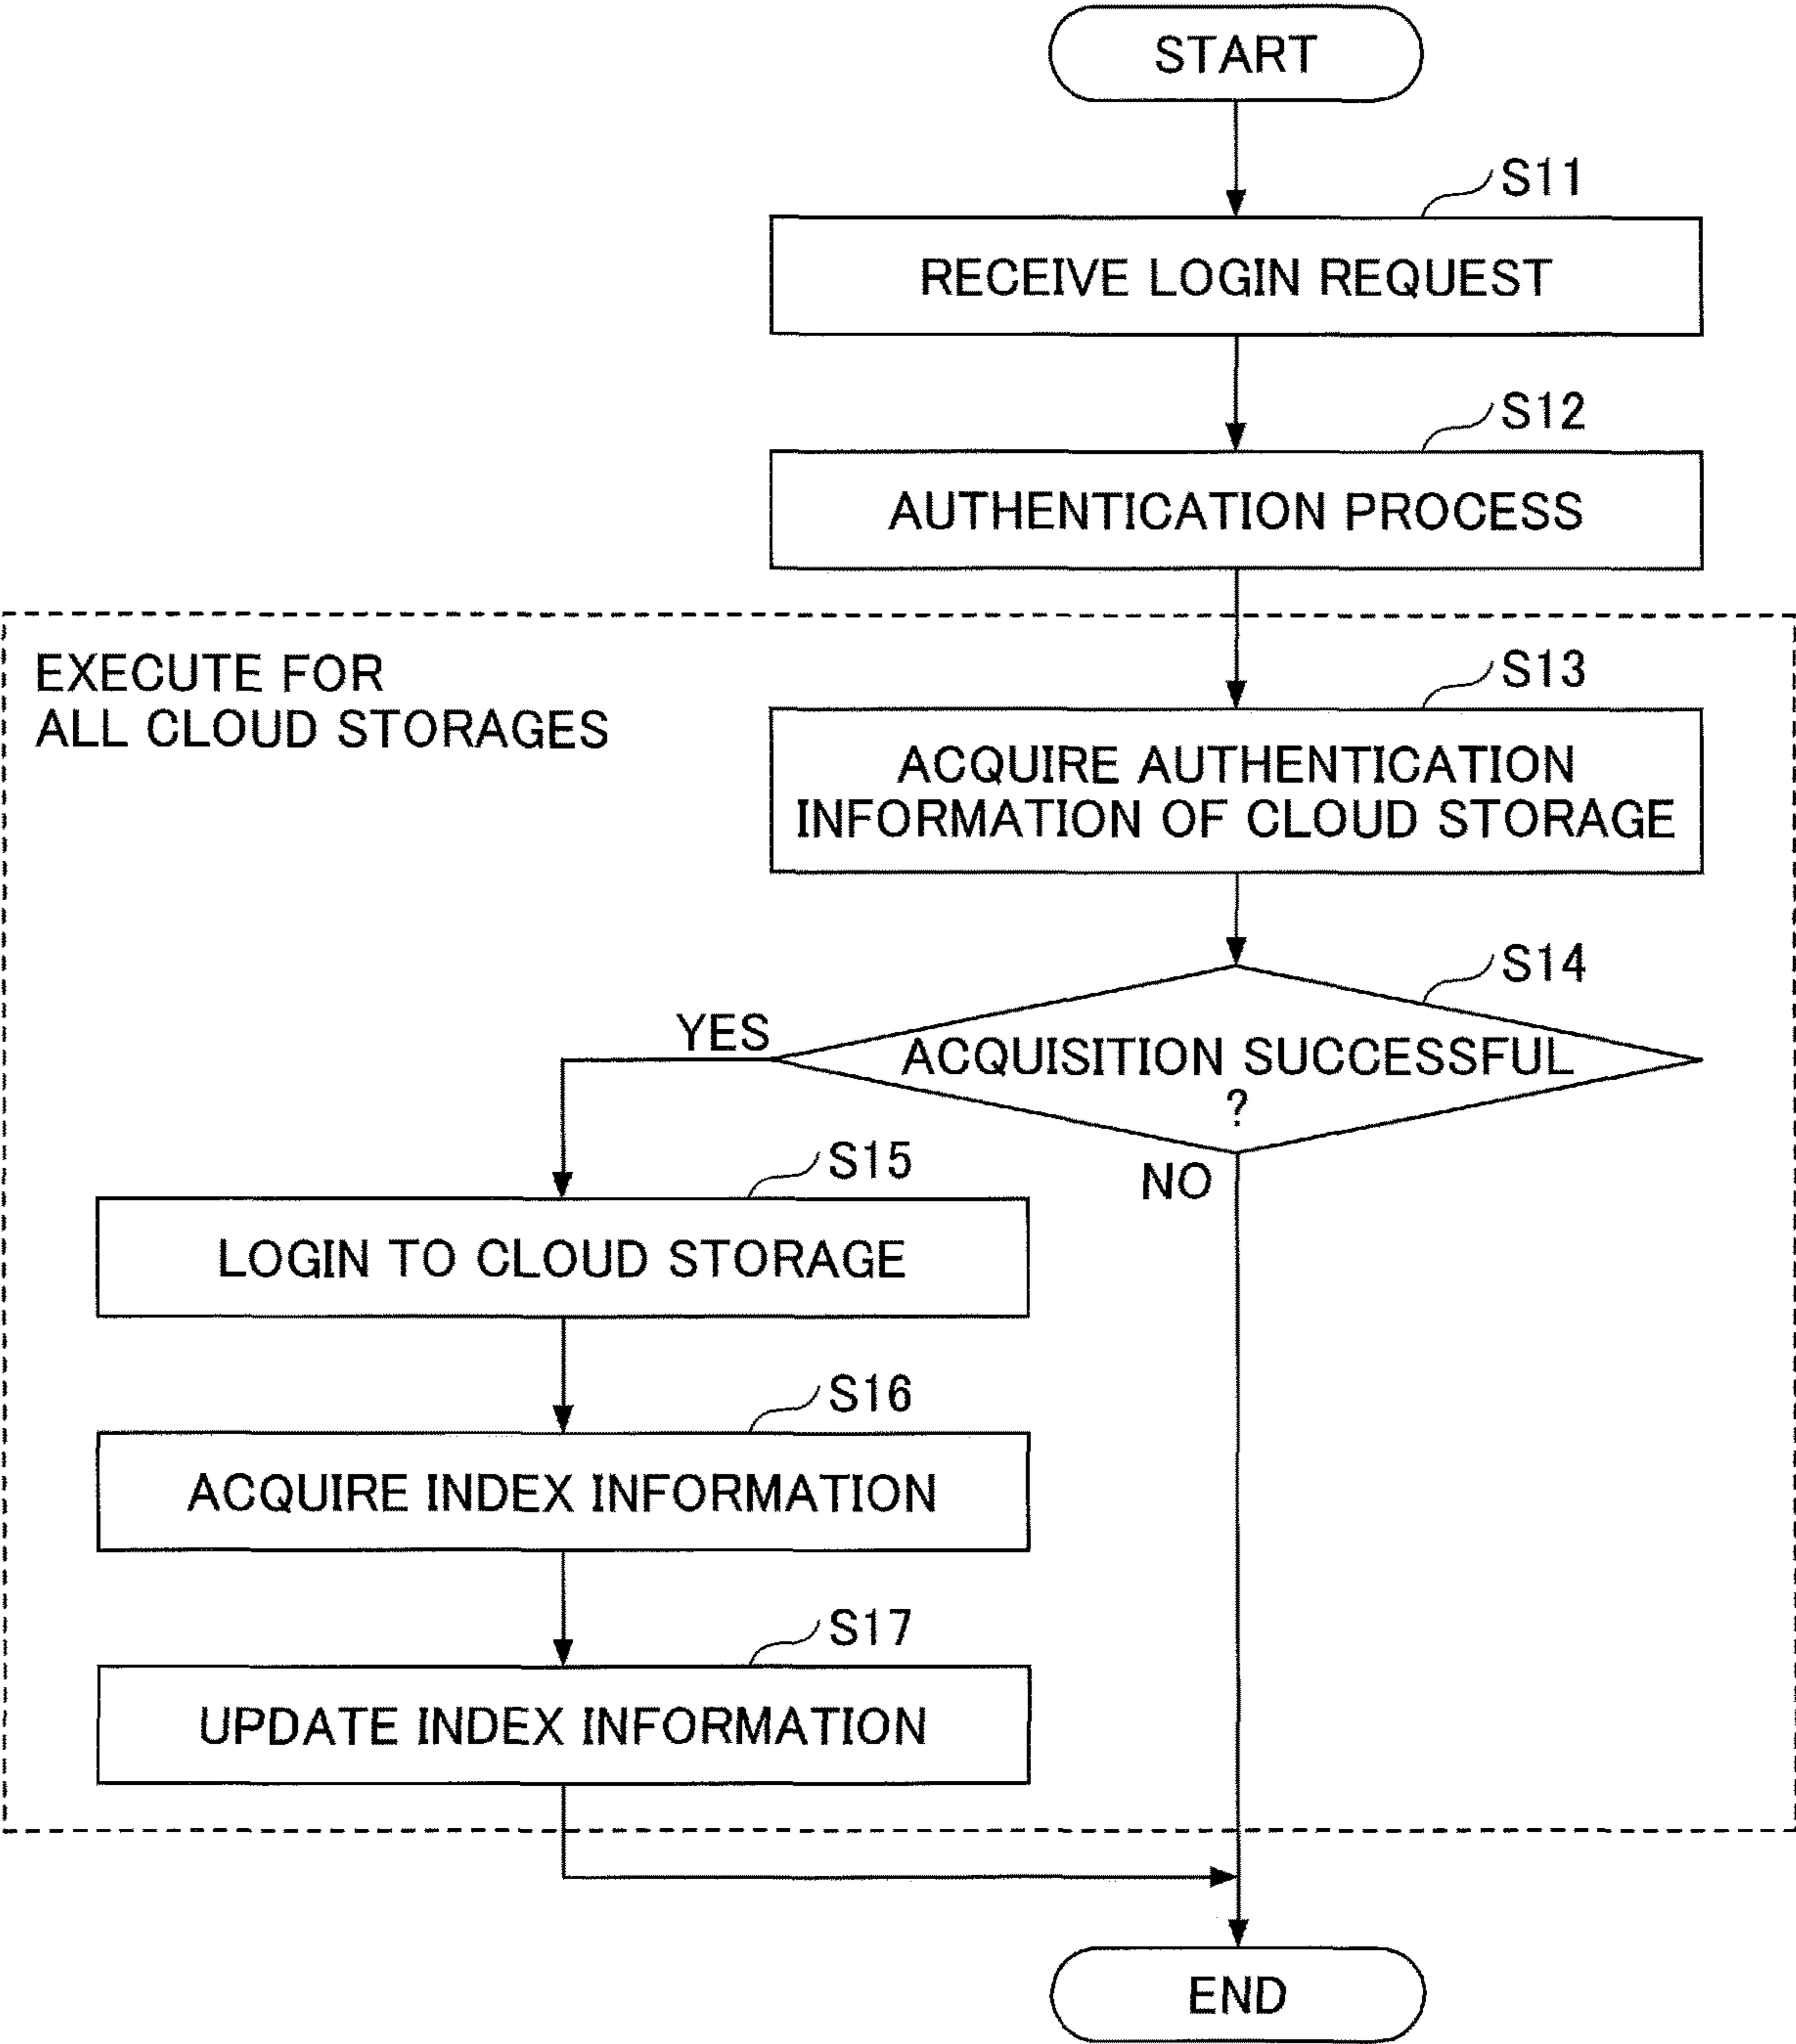 START
S11
RECEIVE LOGIN REQUEST
S12
AUTHENTICATION PROCESS
EXECUTE FOR
ALL CLOUD STORAGES
S13
ACQUIRE AUTHENTICATION
INFORMATION OF CLOUD STORAGE
S14
ACQUISITION SUCCESSFUL
?
YES
NO
S15
LOGIN TO CLOUD STORAGE
S16
ACQUIRE INDEX INFORMATION
S17
UPDATE INDEX INFORMATION
END